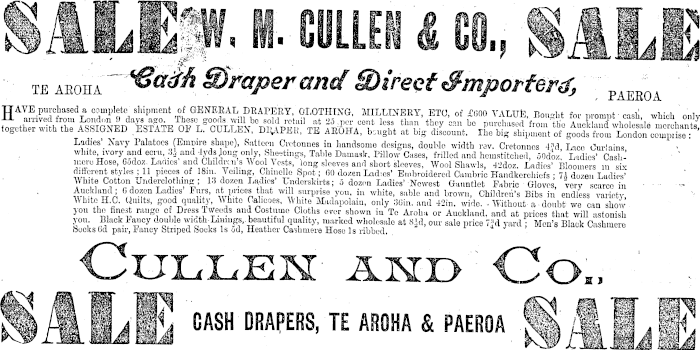 SALE W. M. CULLEN & CO., SALE
Cash Draper and Direct Importers,
TE AROHA PAEROA
HAVE purchased a complete shipment of GENERAL DRAPERY, CLOTHING, MILLINERY, ETC, of £600 VALUE, Bought for prompt cash, which only
arrived from London 9 days ago. These goods will be sold retail at 25 per cent less than they can be purchased from the Auckland wholesale merchants,
together with the ASSIGNED ESTATE OF L. CULLEN, DRAPER, TE AROHA, bought at big discount. The big shipment of goods from London comprise:
Ladies' Navy Palatots (Empire shape), Satteen Cretonnes in handsome designs, double width rev. Cretonnes 4¾d, Lace Curtains,
white, ivory and ecru, 3½ and 4yds long only, Sheetings, Table Damask, Pillow Cases, frilled and hemstitched, 50doz. Ladies' Cash-
mere Hose, 65doz. Ladies' and Children's Wool Vests, long sleeves and short sleeves, Wool Shawls, 42doz. Ladies' Bloomers in six
different styles; 11 pieces of 18in. Veiling, Chinelle Spot; 60 dozen Ladies' Embroidered Cambric Handkerchiefs; 7½ dozen Ladies'
White Cotton Underclothing; 13 dozen Ladies' Underskirts; 5 dozen Ladies' Newest Gauntlet Fabric Gloves, very scarce in
Auckland; 6 dozen Ladies' Furs, at prices that will surprise you, in white, sable and brown, Children's Bibs in endless variety,
White H.C. Quilts, good quality, White Calicoes, White Madapolain, only 36in. and 42in. wide. Without a doubt we can show
you the finest range of Dress Tweeds and Costume Cloths ever shown in Te Aroha or Auckland, and at prices that will astonish
you. Black Fancy double width Linings, beautiful quality, marked wholesale at 8½d, our sale price 7¾d yard; Men's Black Cashmere
Socks 6d pair, Fancy Striped Socks 1s 5d, Heather Cashmere Hose 1s ribbed.
CULLEN AND CO.,
SALE CASH DRAPERS, TE AROHA & PAEROA SALE